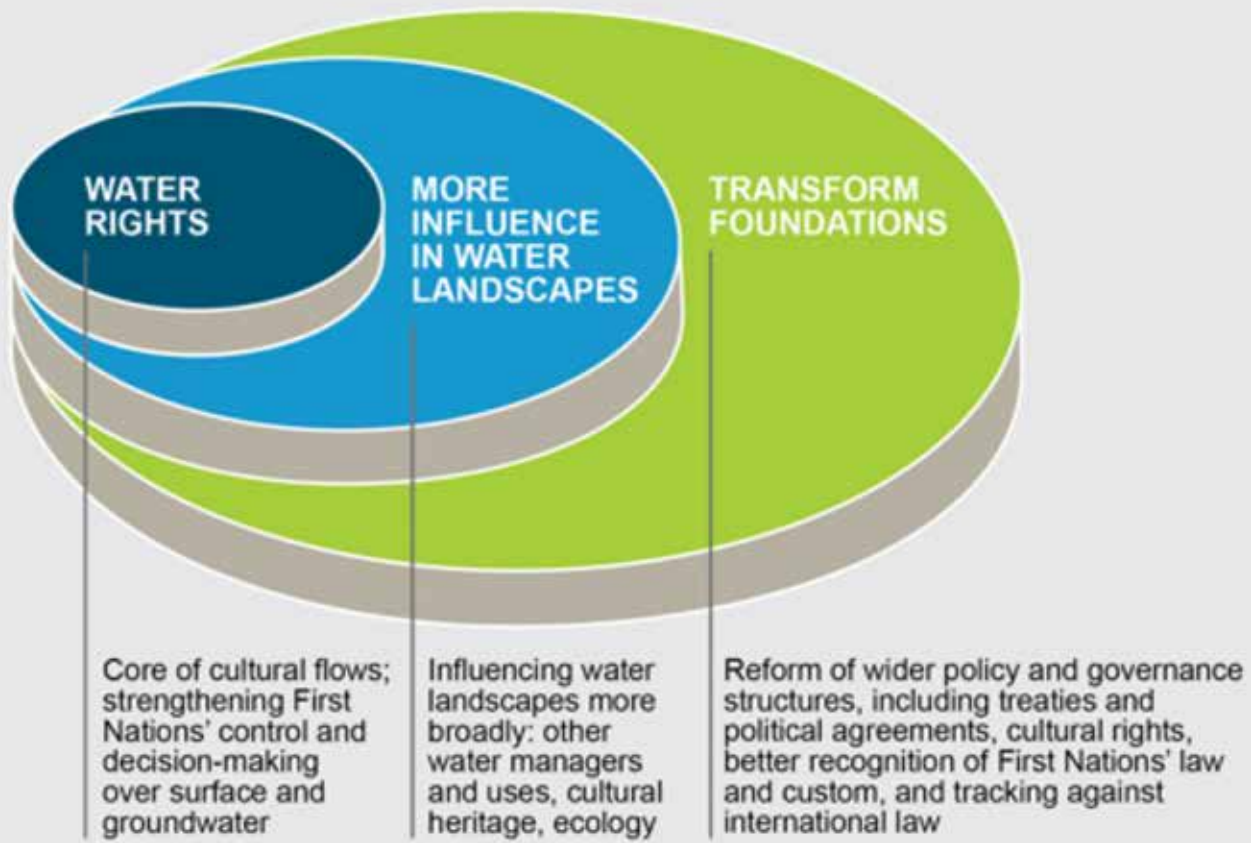 WATER
RIGHTS
MORE
INFLUENCE
IN WATER
LANDSCAPES
TRANSFORM
FOUNDATIONS
Core of cultural flows;
strengthening First
Nations' control and
decision-making
over surface and
groundwater
Influencing water
landscapes more
broadly: other
water managers
and uses, cultural
heritage, ecology
Reform of wider policy and governance
structures, including treaties and
political agreements, cultural rights,
better recognition of First Nations' law
and custom, and tracking against
international law